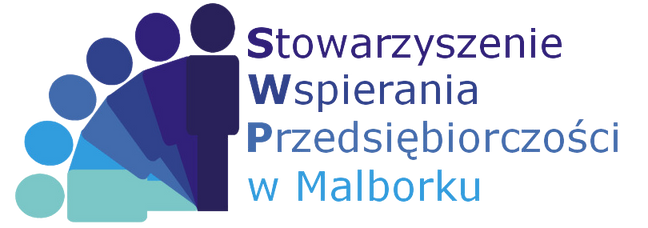 Stowarzyszenie
Wspierania
Przedsiębiorczości
w Malborku